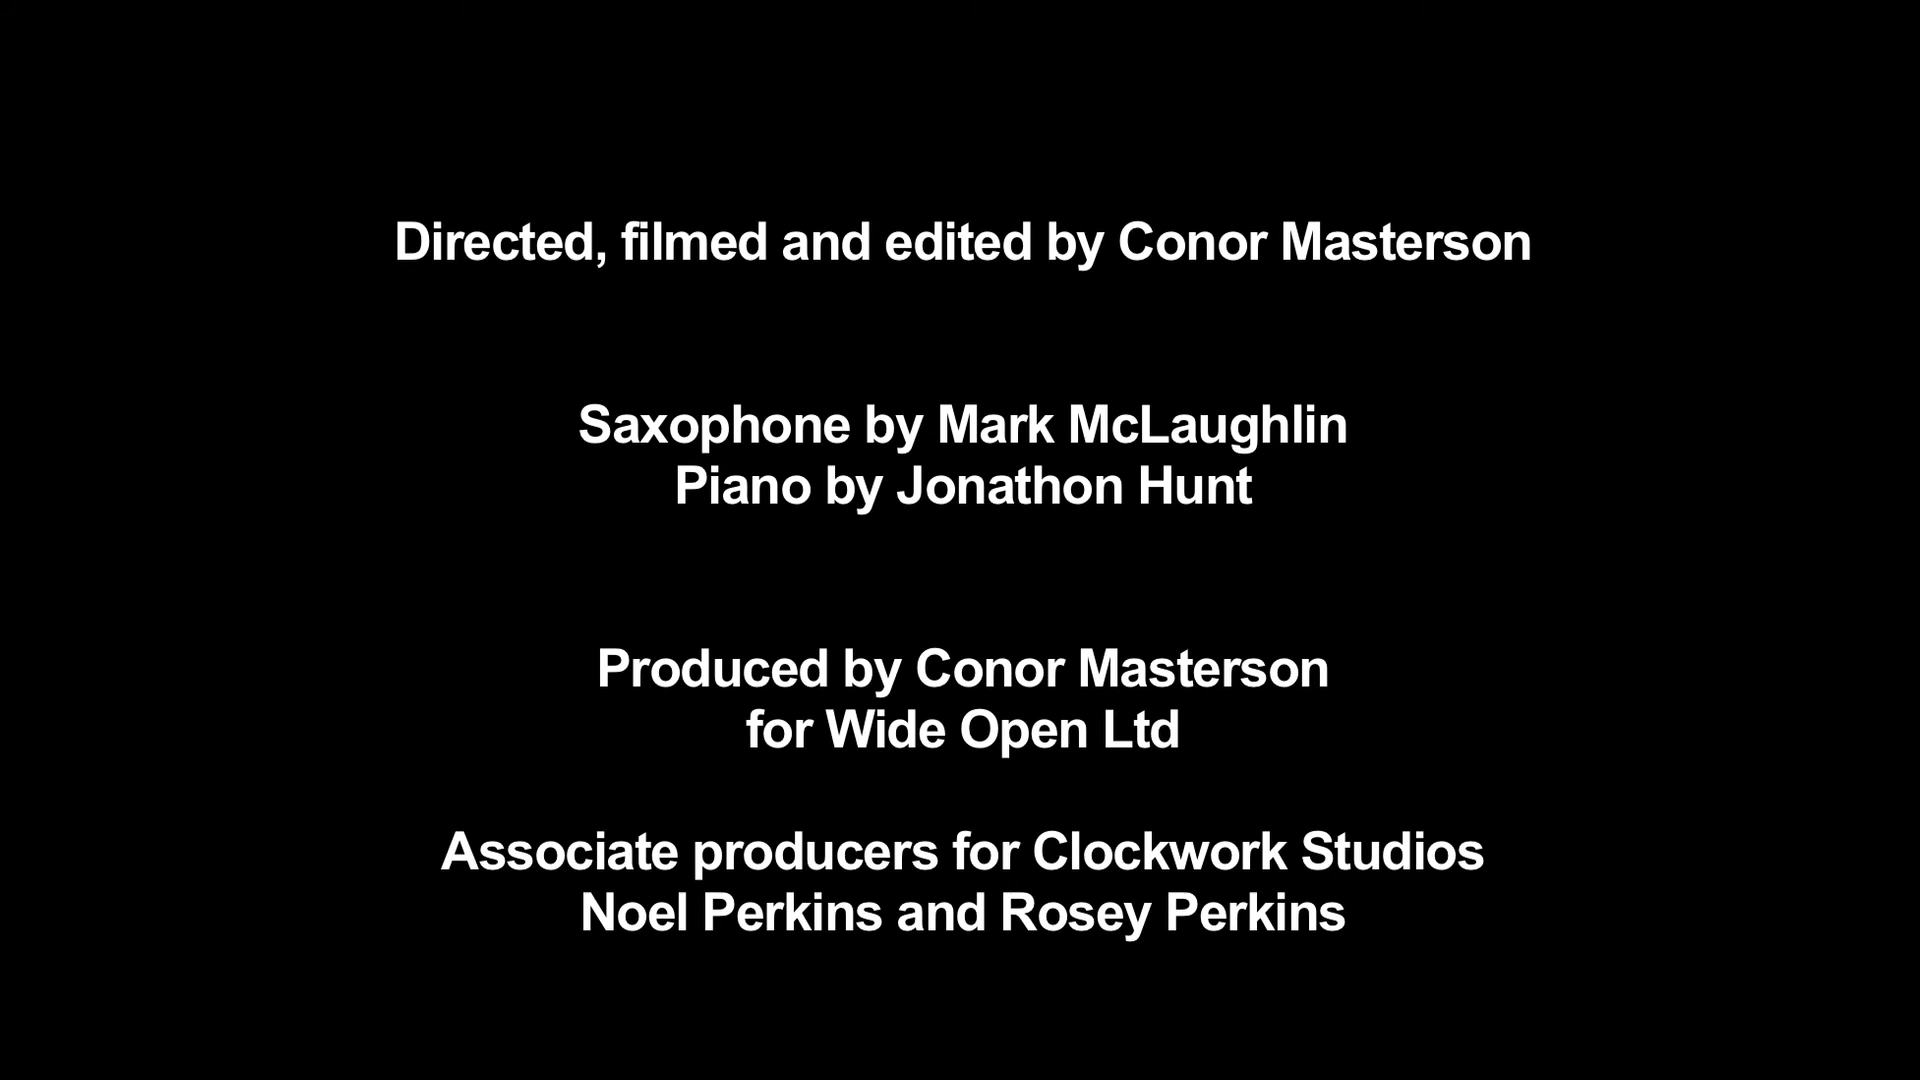 Directed, filmed and edited by Conor Masterson
Saxophone by Mark McLaughlin
Piano by Jonathon Hunt
Produced by Conor Masterson
for Wide Open Ltd
Associate producers for Clockwork Studios
Noel Perkins and Rosey Perkins